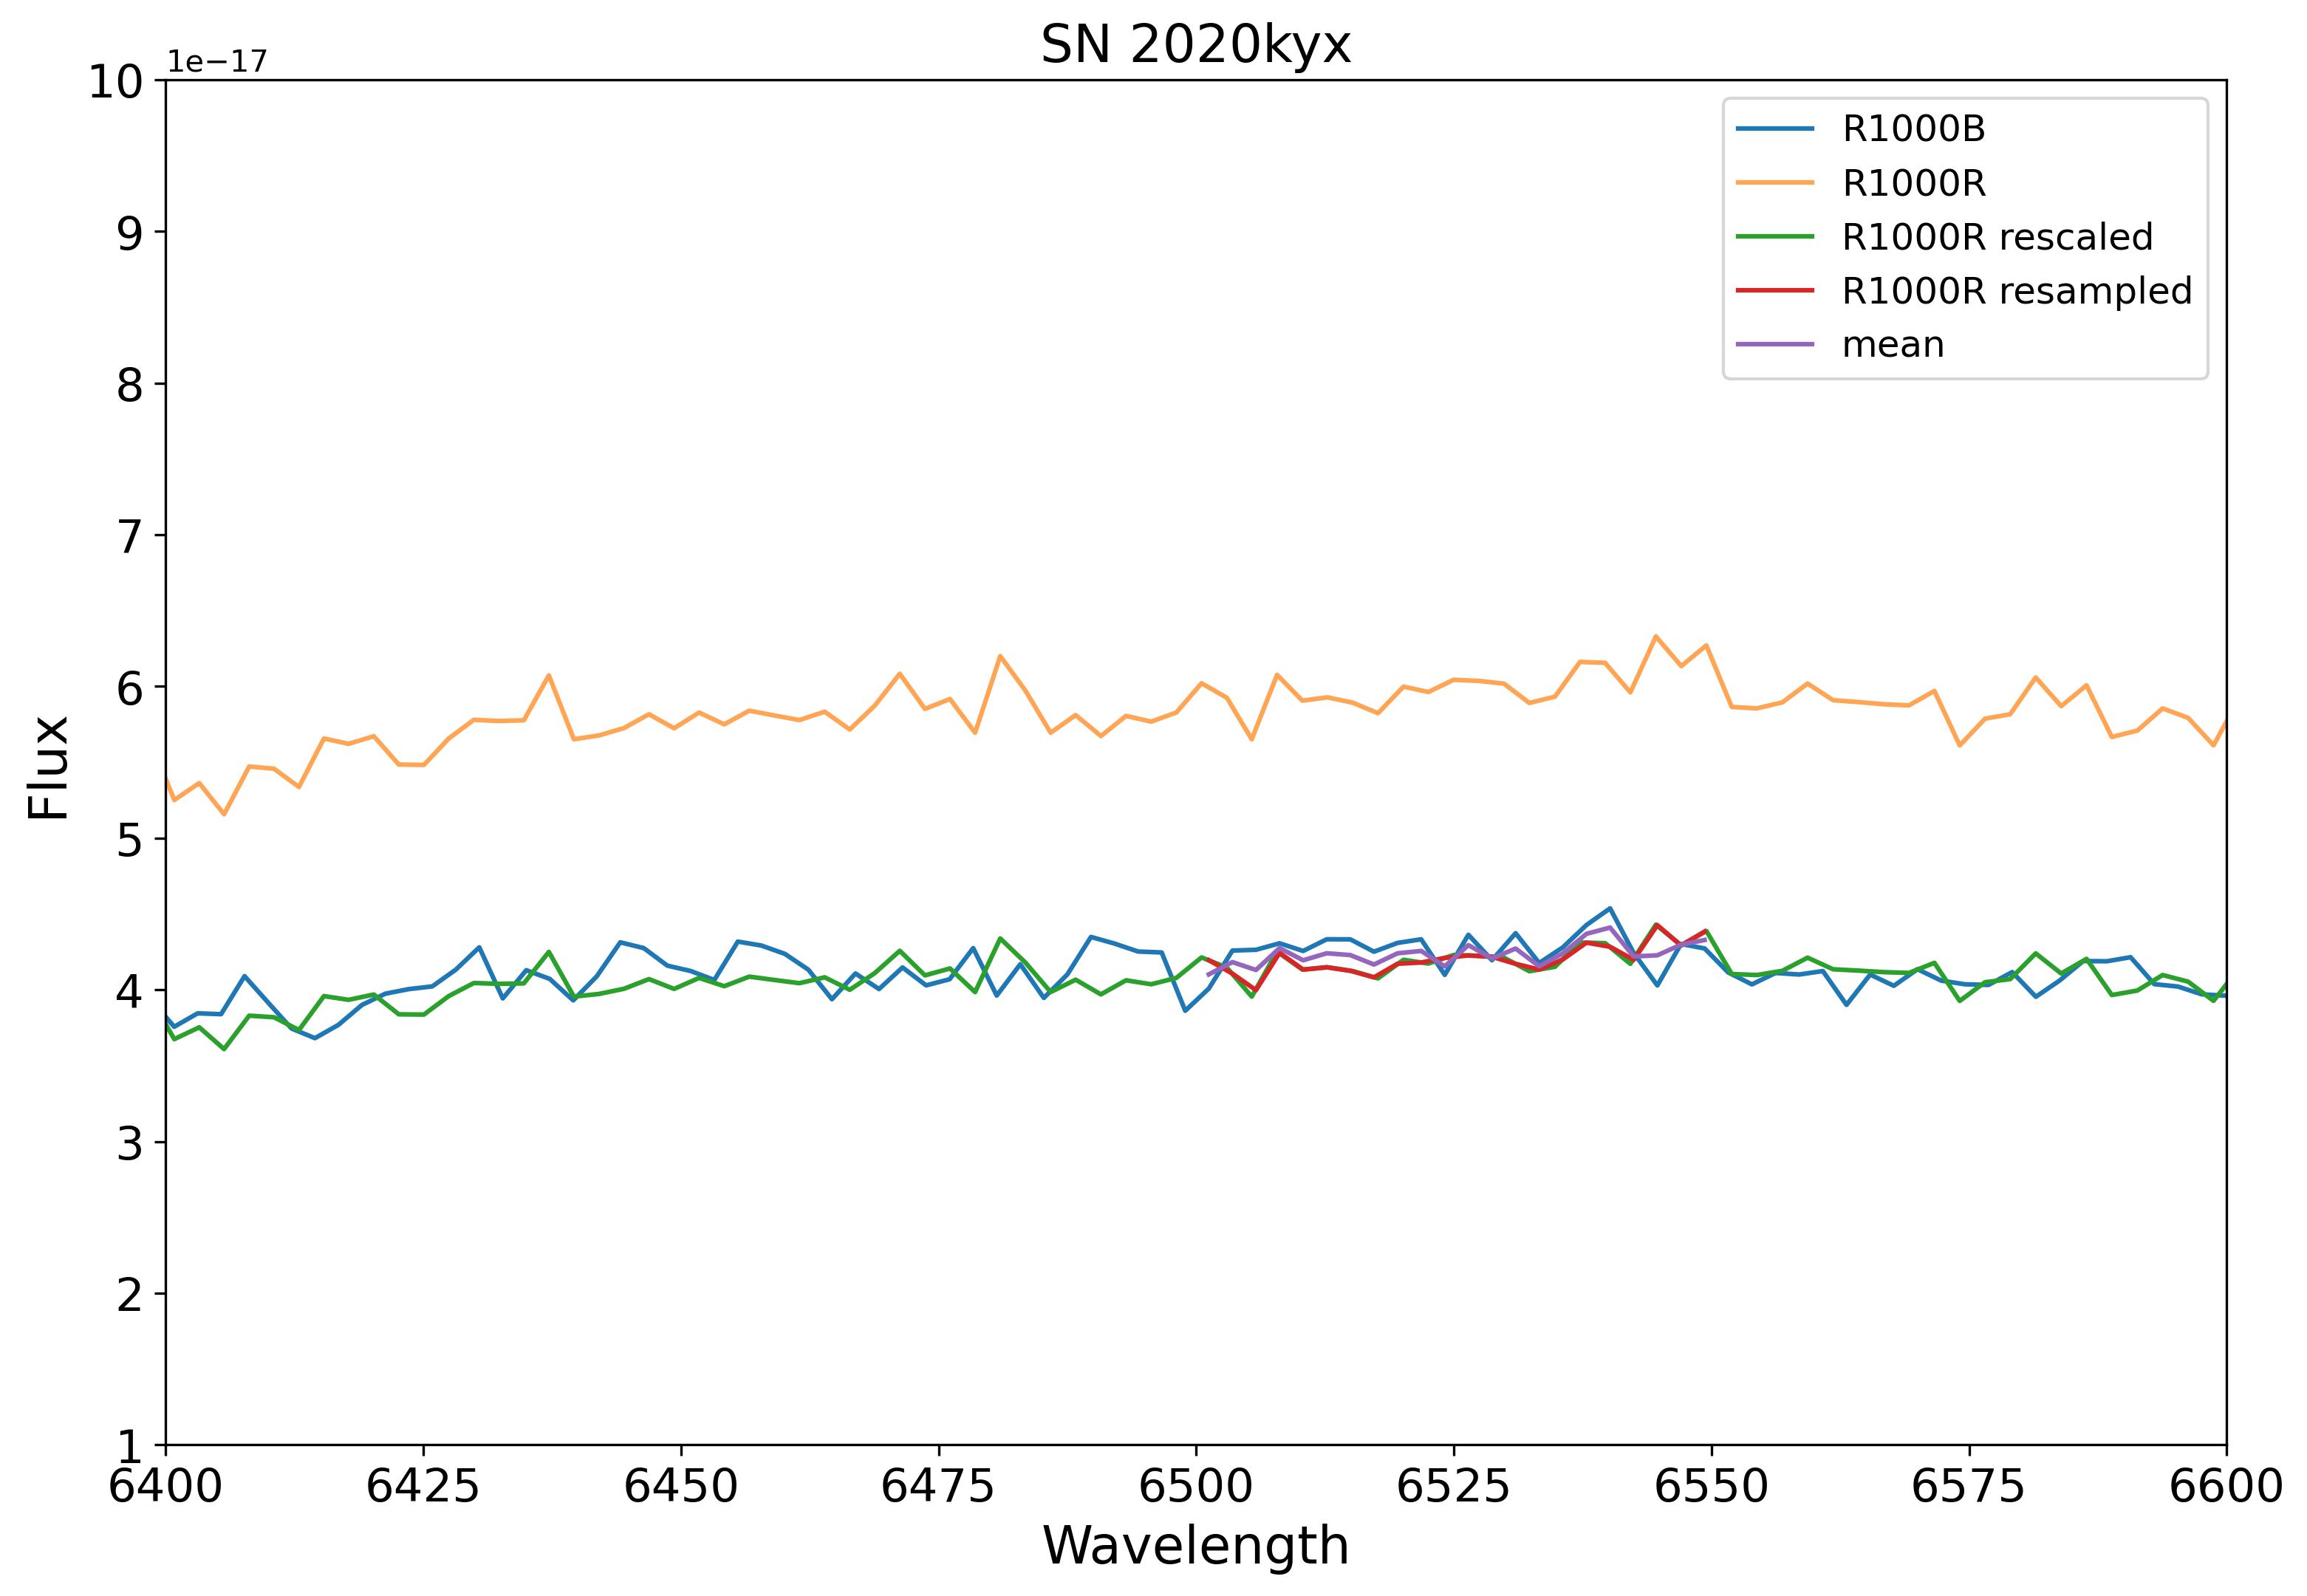 SN 2020kyx
1e−17
10
9
8
7
6
5
4
3
2
1
Flux
R1000B
R1000R
R1000R rescaled
R1000R resampled
mean
6400 6425 6450 6475 6500 6525 6550 6575 6600
Wavelength